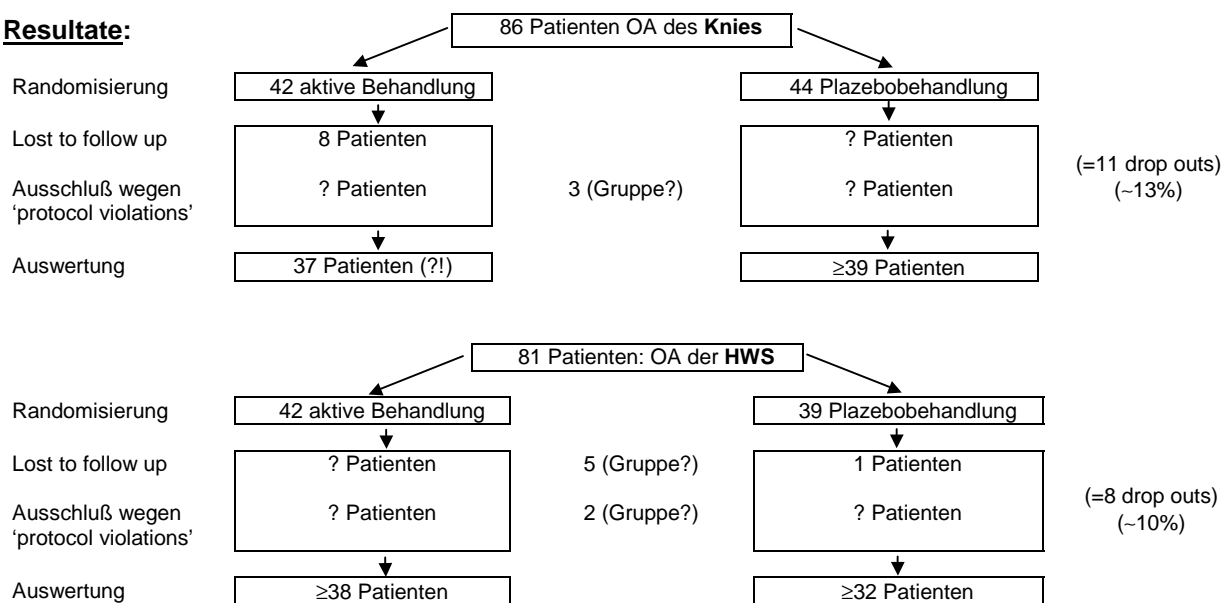 Resultate:
86 Patienten OA des Knies
Randomisierung
42 aktive Behandlung
44 Plazebobehandlung
Lost to follow up
8 Patienten
? Patienten
(=11 drop outs)
(~13%)
Ausschluß wegen
'protocol violations'
? Patienten
3 (Gruppe?)
? Patienten
Auswertung
37 Patienten (?!)
≥39 Patienten
81 Patienten: OA der HWS
Randomisierung
42 aktive Behandlung
39 Plazebobehandlung
Lost to follow up
? Patienten
5 (Gruppe?)
1 Patienten
(=8 drop outs)
(~10%)
Ausschluß wegen
'protocol violations'
? Patienten
2 (Gruppe?)
? Patienten
Auswertung
≥38 Patienten
≥32 Patienten